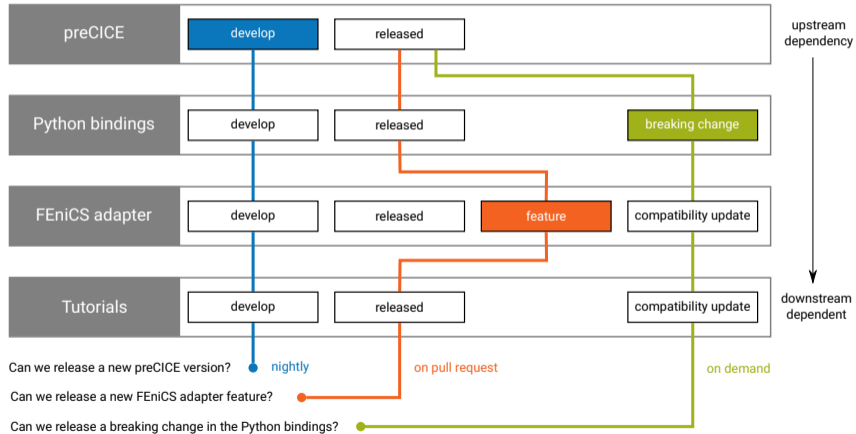 preCICE
develop
released
upstream
dependency
Python bindings
develop
released
breaking change
FEniCS adapter
develop
released
feature
compatibility update
Tutorials
develop
released
compatibility update
downstream
dependent
Can we release a new preCICE version?
nightly
on pull request
on demand
Can we release a new FEniCS adapter feature?
Can we release a breaking change in the Python bindings?